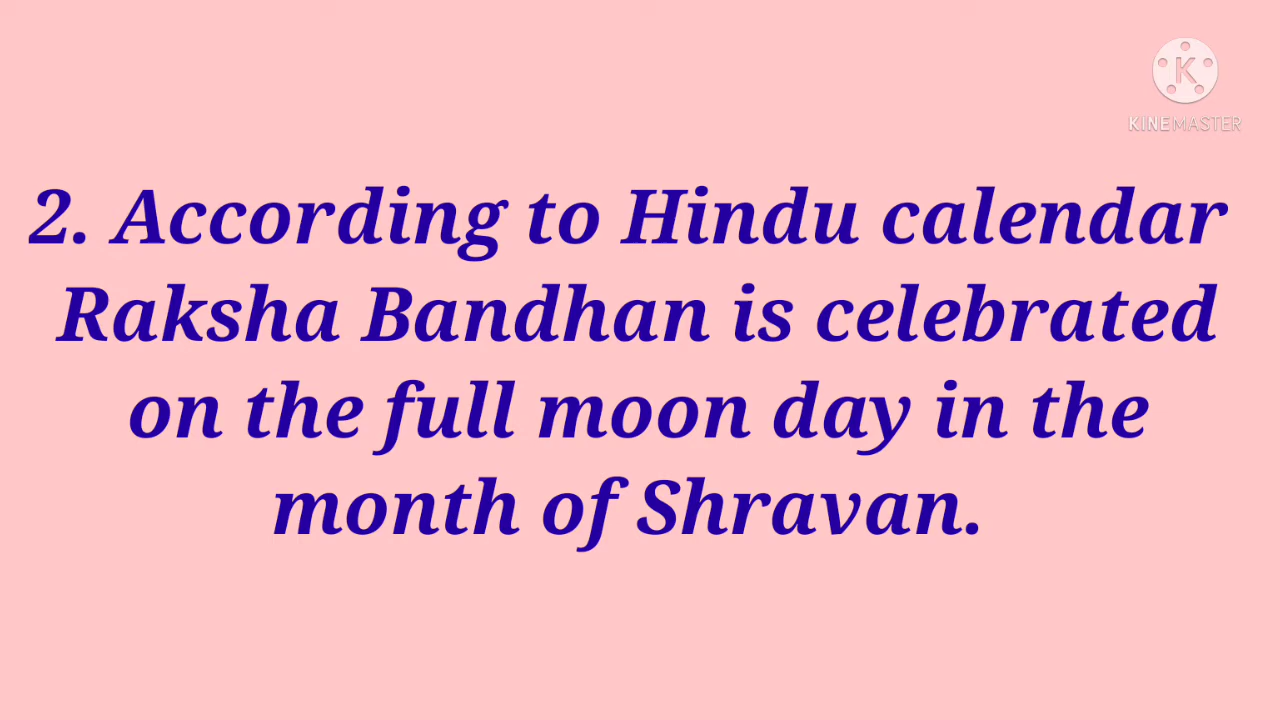 K
KINEMASTER
2. According to Hindu calendar
Raksha Bandhan is celebrated
on the full moon day in the
month of Shravan.